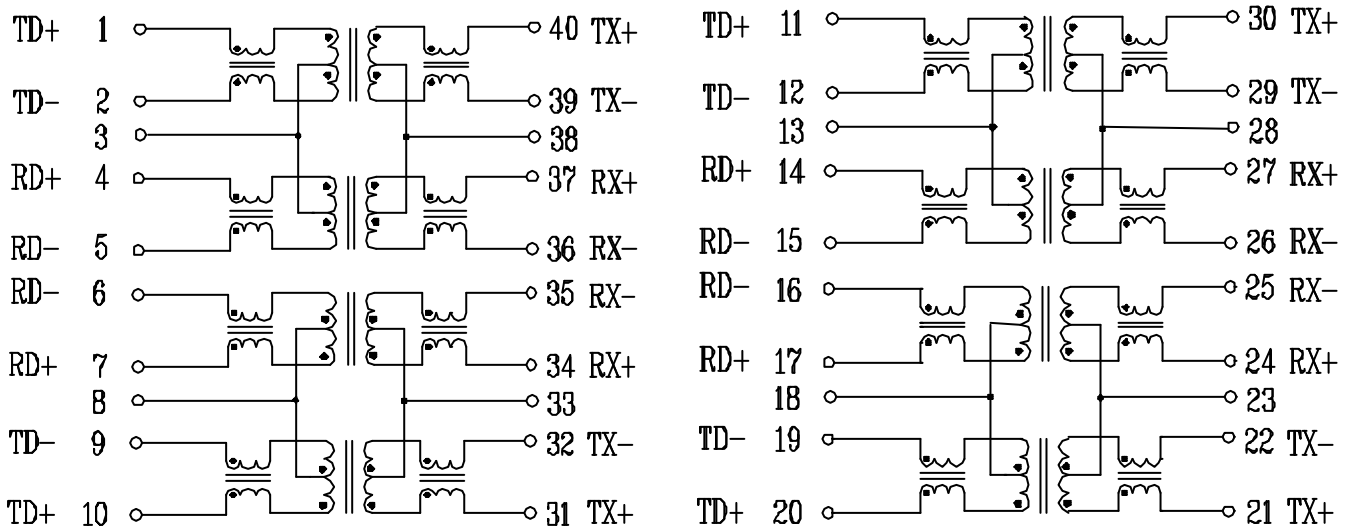 TD+ 1 40 TX+ TD+ 11 30 TX+
TD- 2 39 TX- TD- 12 29 TX-
3 38 13 28
RD+ 4 37 RX+ RD+ 14 27 RX+
RD- 5 36 RX- RD- 15 26 RX-
RD- 6 35 RX- RD- 16 25 RX-
RD+ 7 34 RX+ RD+ 17 24 RX+
8 33 18 23
TD- 9 32 TX- TD- 19 22 TX-
TD+ 10 31 TX+ TD+ 20 21 TX+